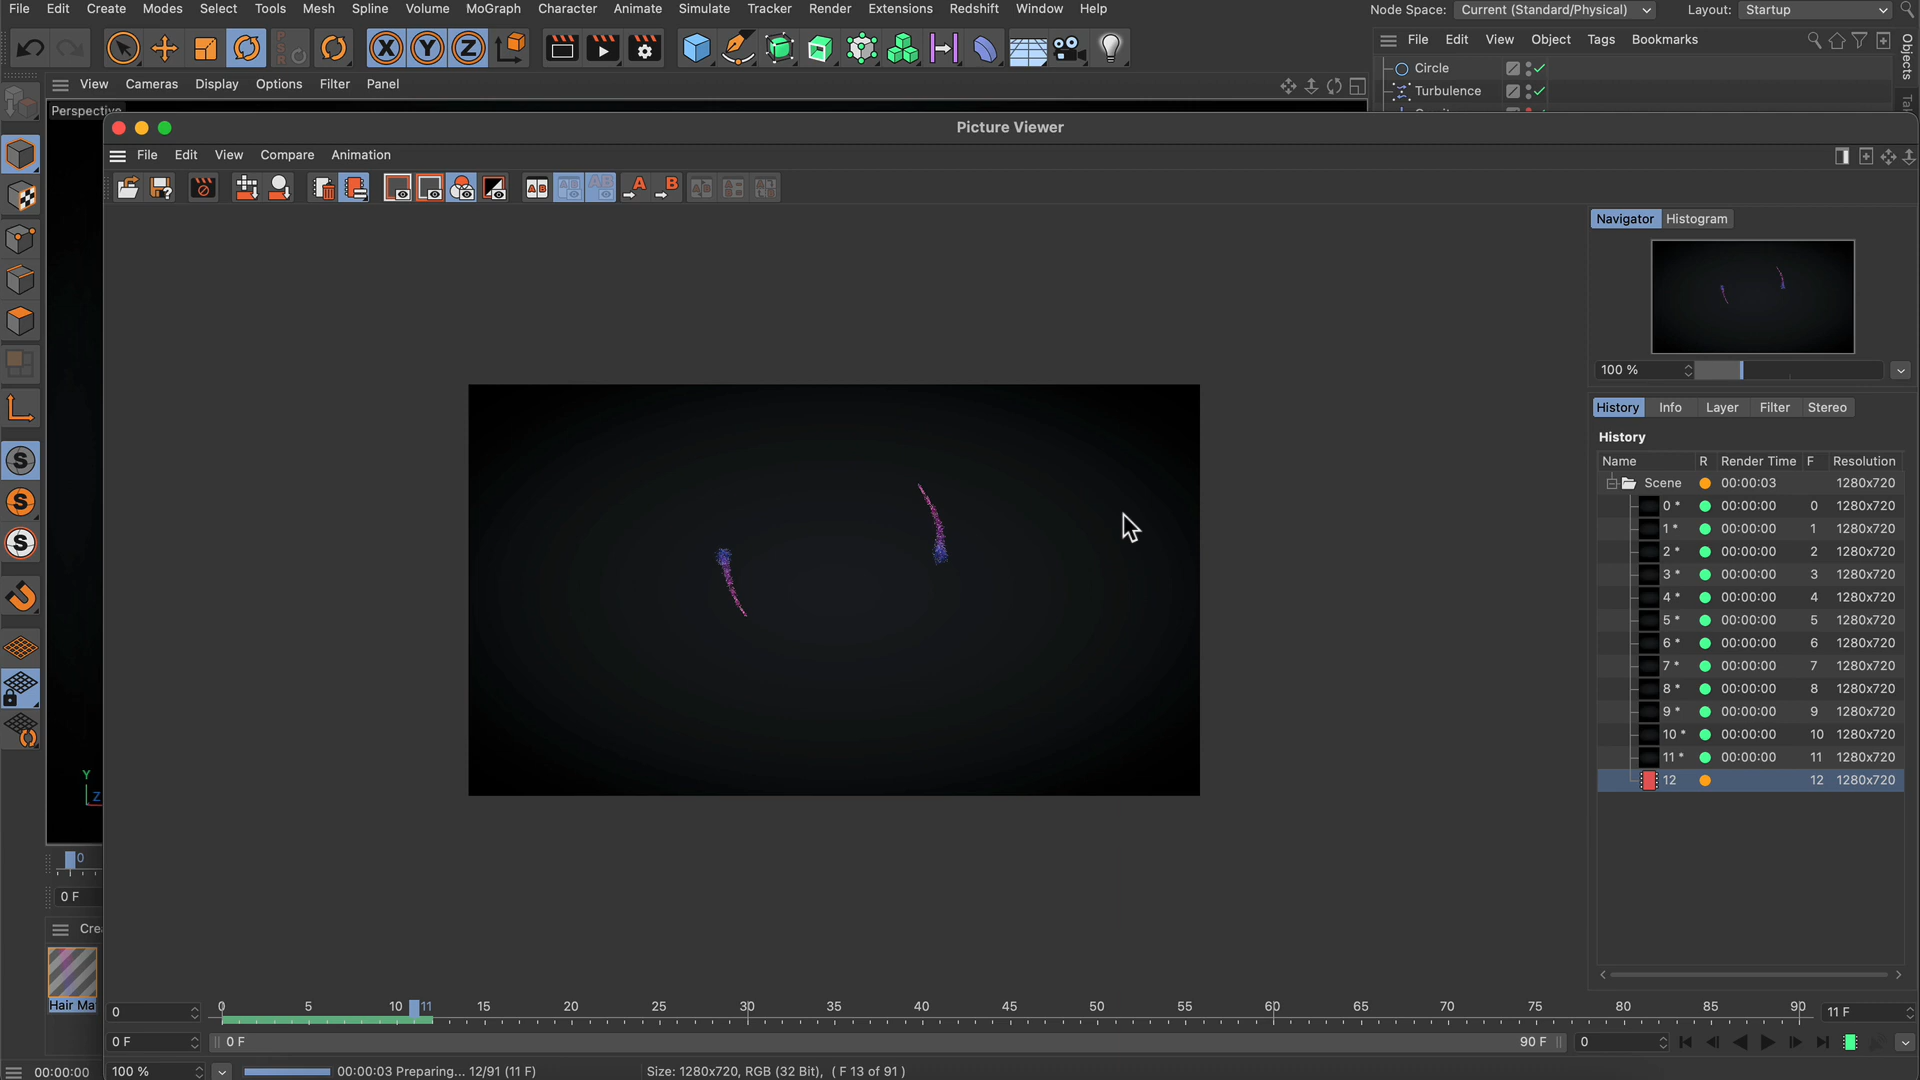 File Edit Create Modes Select Tools Mesh Spline Volume MoGraph Character Animate Simulate Tracker Render Extensions Redshift Window Help
Node Space: Current (Standard/Physical) Layout: Startup
PSR X Y Z
File Edit View Object Tags Bookmarks
Objects
View Cameras Display Options Filter Panel
Circle
Turbulence
Perspective
Picture Viewer
File Edit View Compare Animation
AB AB AB A B
Navigator Histogram
100 %
History Info Layer Filter Stereo
History
Name R Render Time F Resolution
Scene 00:00:03 1280x720
0 * 00:00:00 0 1280x720
1 * 00:00:00 1 1280x720
2 * 00:00:00 2 1280x720
3 * 00:00:00 3 1280x720
4 * 00:00:00 4 1280x720
5 * 00:00:00 5 1280x720
6 * 00:00:00 6 1280x720
7 * 00:00:00 7 1280x720
8 * 00:00:00 8 1280x720
9 * 00:00:00 9 1280x720
10 * 00:00:00 10 1280x720
11 * 00:00:00 11 1280x720
12 12 1280x720
S
S
S
Y
Z
0
0 F
Cre
Hair Ma
0 0 5 10 11 15 20 25 30 35 40 45 50 55 60 65 70 75 80 85 90 11 F
0 F 0 F 90 F 0
00:00:00 100 % 00:00:03 Preparing... 12/91 (11 F) Size: 1280x720, RGB (32 Bit), ( F 13 of 91 )